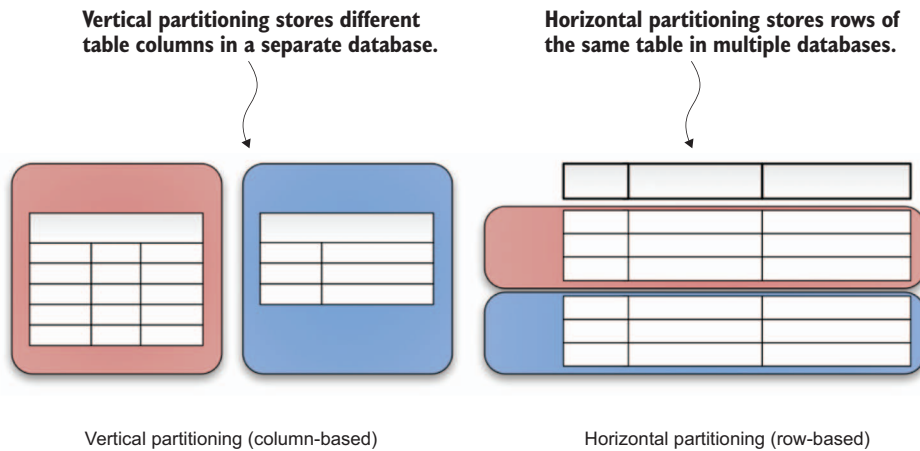 Vertical partitioning stores different
table columns in a separate database.
Horizontal partitioning stores rows of
the same table in multiple databases.
Vertical partitioning (column-based)
Horizontal partitioning (row-based)